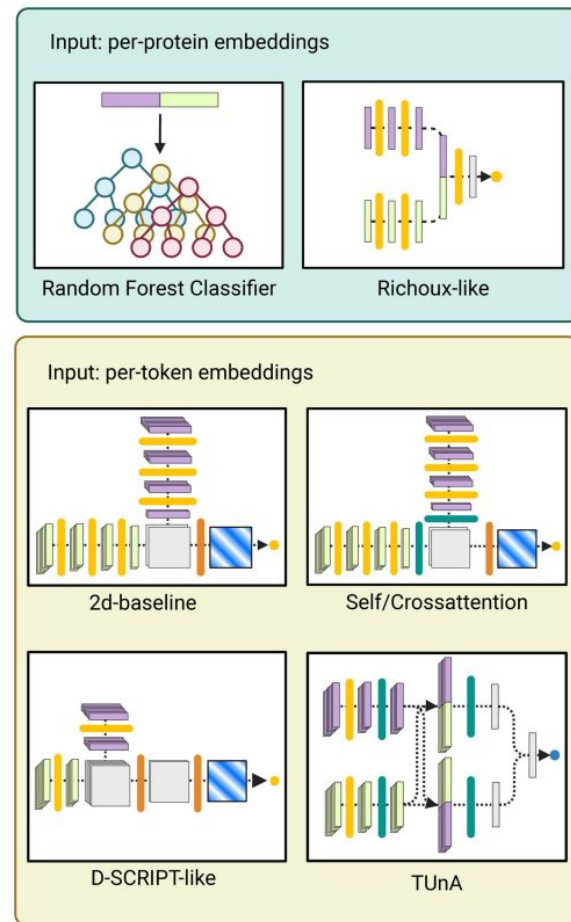 Input: per-protein embeddings
Random Forest Classifier
Richoux-like
Input: per-token embeddings
2d-baseline
Self/Crossattention
D-SCRIPT-like
TUnA